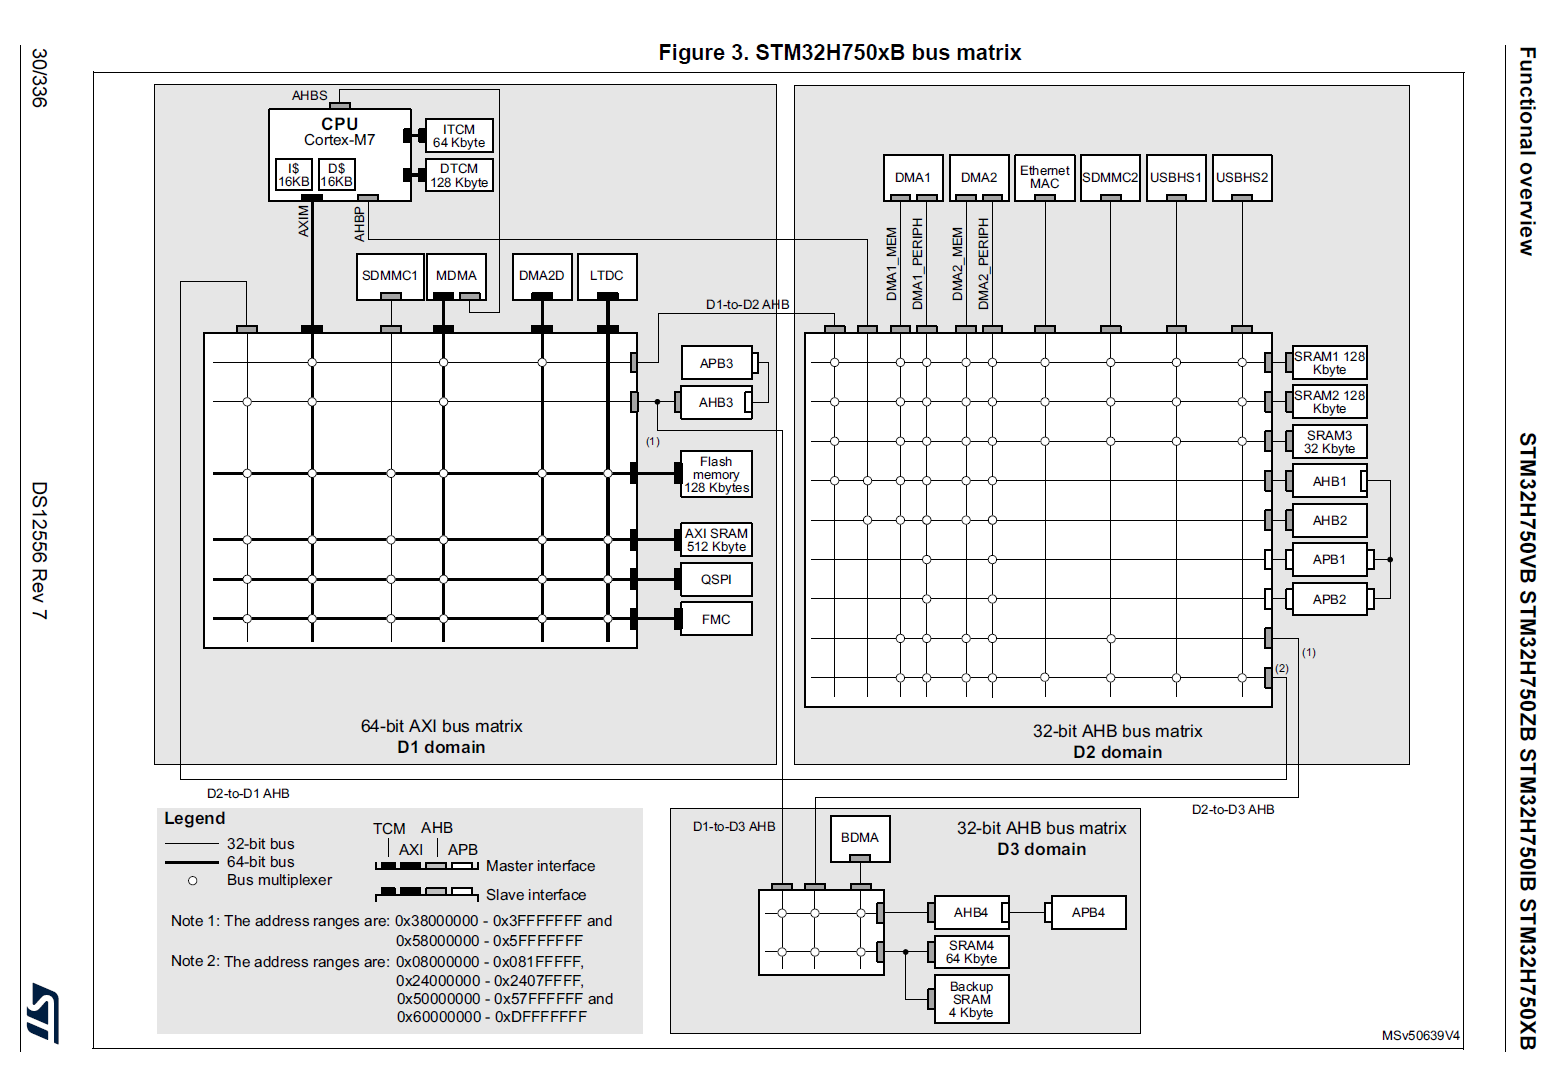 Figure 3. STM32H750xB bus matrix
30/336
DS12556 Rev 7
Functional overview
STM32H750VB STM32H750ZB STM32H750IB STM32H750XB
AHBS
CPU
Cortex-M7
I$
16KB
D$
16KB
ITCM
64 Kbyte
DTCM
128 Kbyte
AXIM
AHBP
SDMMC1
MDMA
DMA2D
LTDC
D1-to-D2 AHB
APB3
AHB3
(1)
Flash
memory
128 Kbytes
AXI SRAM
512 Kbyte
QSPI
FMC
64-bit AXI bus matrix
D1 domain
DMA1
DMA2
Ethernet
MAC
SDMMC2
USBHS1
USBHS2
DMA1_MEM
DMA1_PERIPH
DMA2_MEM
DMA2_PERIPH
SRAM1 128
Kbyte
SRAM2 128
Kbyte
SRAM3
32 Kbyte
AHB1
AHB2
APB1
APB2
(1)
(2)
32-bit AHB bus matrix
D2 domain
D2-to-D1 AHB
D2-to-D3 AHB
D1-to-D3 AHB
BDMA
32-bit AHB bus matrix
D3 domain
AHB4
APB4
SRAM4
64 Kbyte
Backup
SRAM
4 Kbyte
Legend
32-bit bus
64-bit bus
Bus multiplexer
TCM
AHB
AXI
APB
Master interface
Slave interface
Note 1: The address ranges are: 0x38000000 - 0x3FFFFFFF and
0x58000000 - 0x5FFFFFFF
Note 2: The address ranges are: 0x08000000 - 0x081FFFFF,
0x24000000 - 0x2407FFFF,
0x50000000 - 0x57FFFFFF and
0x60000000 - 0xDFFFFFFF
MSv50639V4
ST